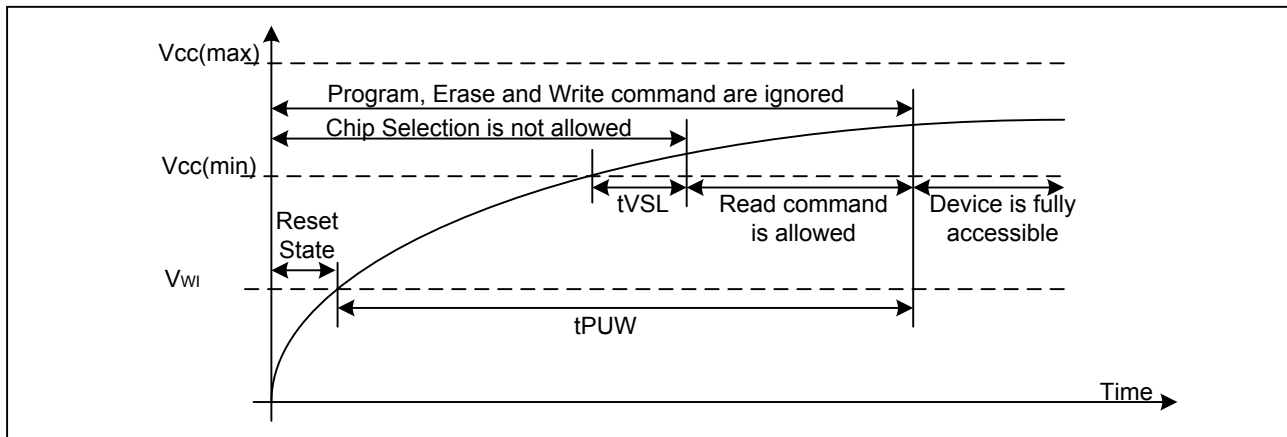 Vcc(max)
Program, Erase and Write command are ignored
Chip Selection is not allowed
Vcc(min)
tVSL
Read command
is allowed
Device is fully
accessible
Reset
State
VWI
tPUW
Time